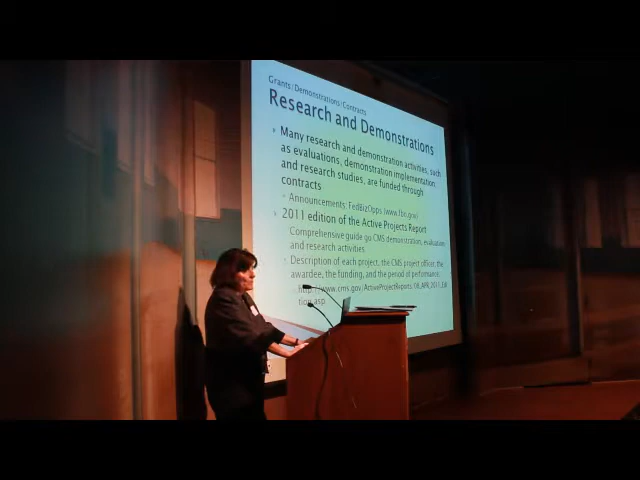 Grants/Demonstrations/Contracts
Research and Demonstrations
Many research and demonstration activities, such
as evaluations, demonstration implementation,
and research studies, are funded through
contracts
Announcements: FedBizOpps (www.fbo.gov)
2011 edition of the Active Projects Report
Comprehensive guide go CMS demonstration, evaluation
and research activities.
Description of each project, the CMS project officer, the
awardee, the funding, and the period of performance.
http://www.cms.gov/ActiveProjectReports/
tion.asp